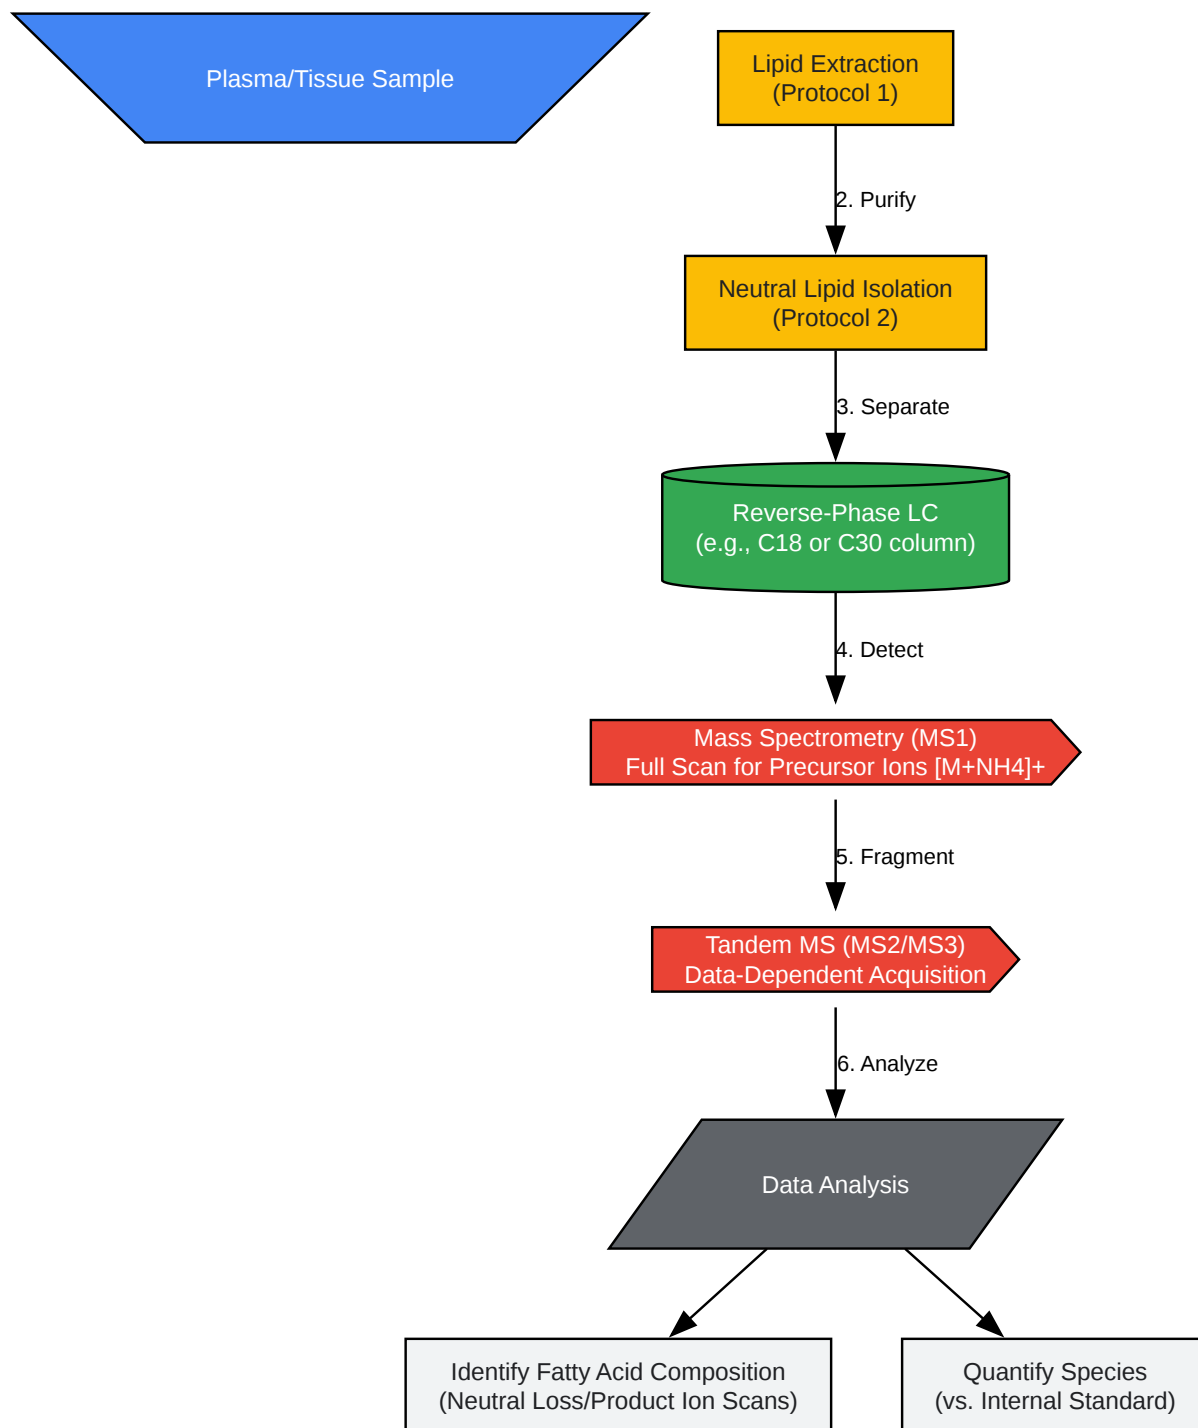 Plasma/Tissue Sample
Lipid Extraction
(Protocol 1)
2. Purify
Neutral Lipid Isolation
(Protocol 2)
3. Separate
Reverse-Phase LC
(e.g., C18 or C30 column)
4. Detect
Mass Spectrometry (MS1)
Full Scan for Precursor Ions [M+NH4]+
5. Fragment
Tandem MS (MS2/MS3)
Data-Dependent Acquisition
6. Analyze
Data Analysis
Identify Fatty Acid Composition
(Neutral Loss/Product Ion Scans)
Quantify Species
(vs. Internal Standard)